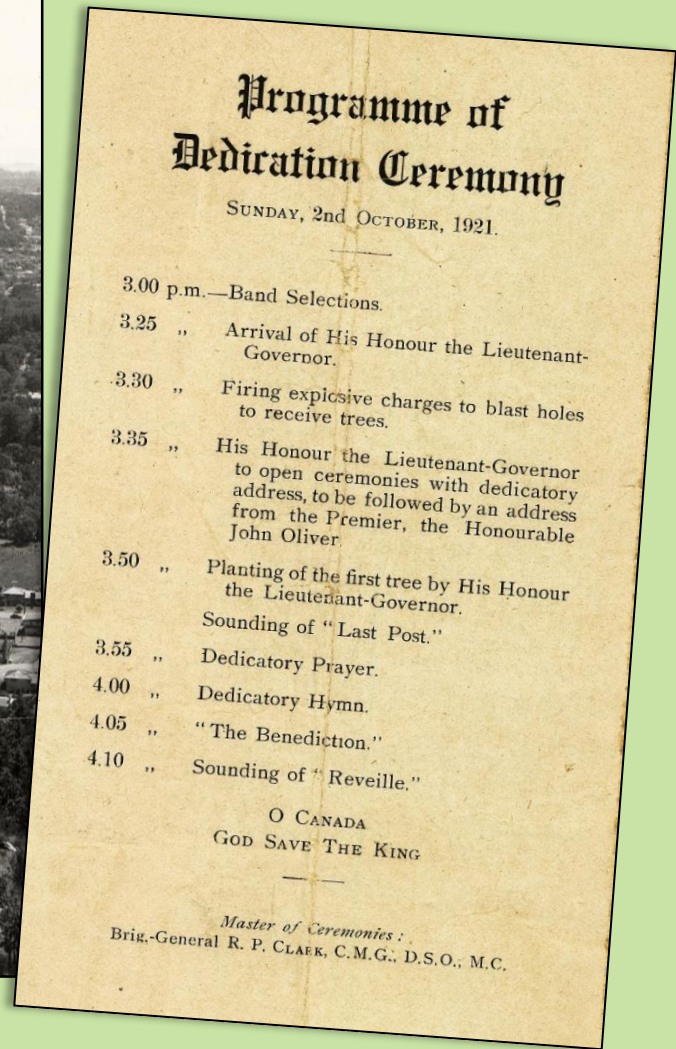 Programme of
Dedication Ceremony
SUNDAY, 2nd OCTOBER, 1921.
3.00 p.m.—Band Selections.
3.25 „ Arrival of His Honour the Lieutenant-
Governor.
3.30 „ Firing explosive charges to blast holes
to receive trees.
3.35 „ His Honour the Lieutenant-Governor
to open ceremonies with dedicatory
address, to be followed by an address
from the Premier, the Honourable
John Oliver.
3.50 „ Planting of the first tree by His Honour
the Lieutenant-Governor.
Sounding of “Last Post.”
3.55 „ Dedicatory Prayer.
4.00 „ Dedicatory Hymn.
4.05 „ “The Benediction.”
4.10 „ Sounding of “Reveille.”
O CANADA
GOD SAVE THE KING
Master of Ceremonies:
Brig.-General R. P. CLARK, C.M.G., D.S.O., M.C.